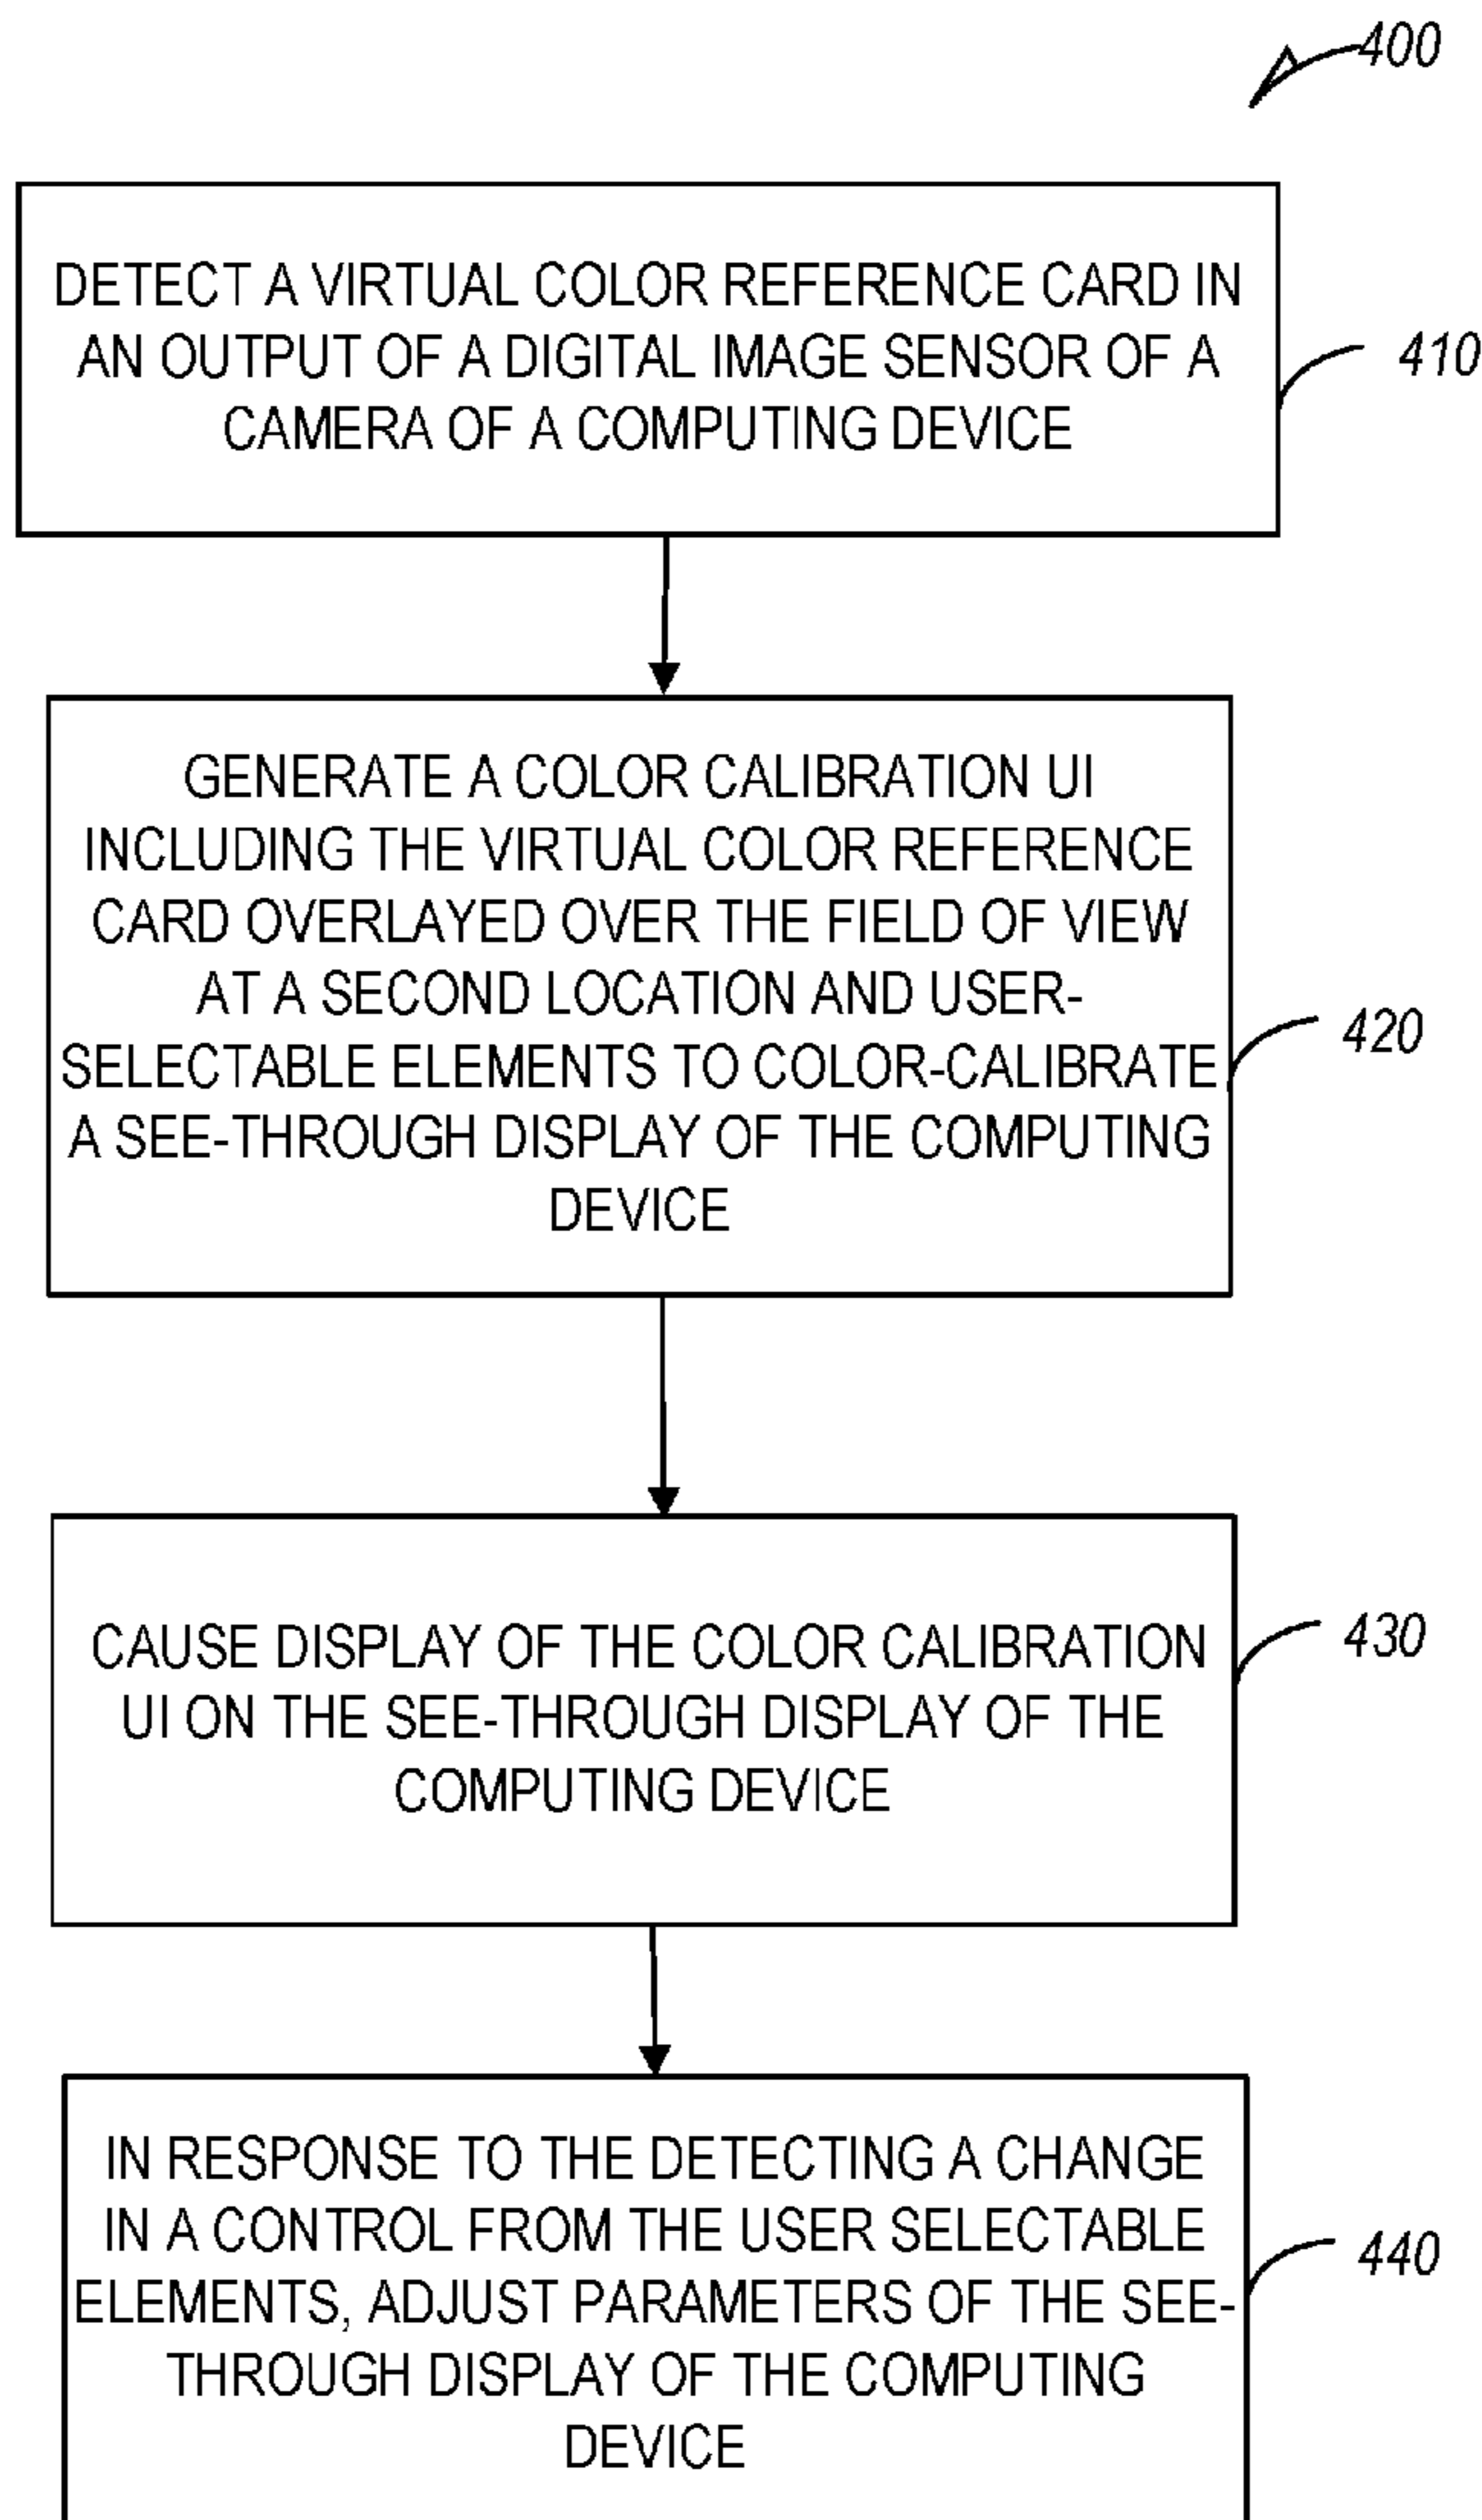 400
DETECT A VIRTUAL COLOR REFERENCE CARD IN
AN OUTPUT OF A DIGITAL IMAGE SENSOR OF A
CAMERA OF A COMPUTING DEVICE
410
GENERATE A COLOR CALIBRATION UI
INCLUDING THE VIRTUAL COLOR REFERENCE
CARD OVERLAYED OVER THE FIELD OF VIEW
AT A SECOND LOCATION AND USER-
SELECTABLE ELEMENTS TO COLOR-CALIBRATE
A SEE-THROUGH DISPLAY OF THE COMPUTING
DEVICE
420
CAUSE DISPLAY OF THE COLOR CALIBRATION
UI ON THE SEE-THROUGH DISPLAY OF THE
COMPUTING DEVICE
430
IN RESPONSE TO THE DETECTING A CHANGE
IN A CONTROL FROM THE USER SELECTABLE
ELEMENTS, ADJUST PARAMETERS OF THE SEE-
THROUGH DISPLAY OF THE COMPUTING
DEVICE
440